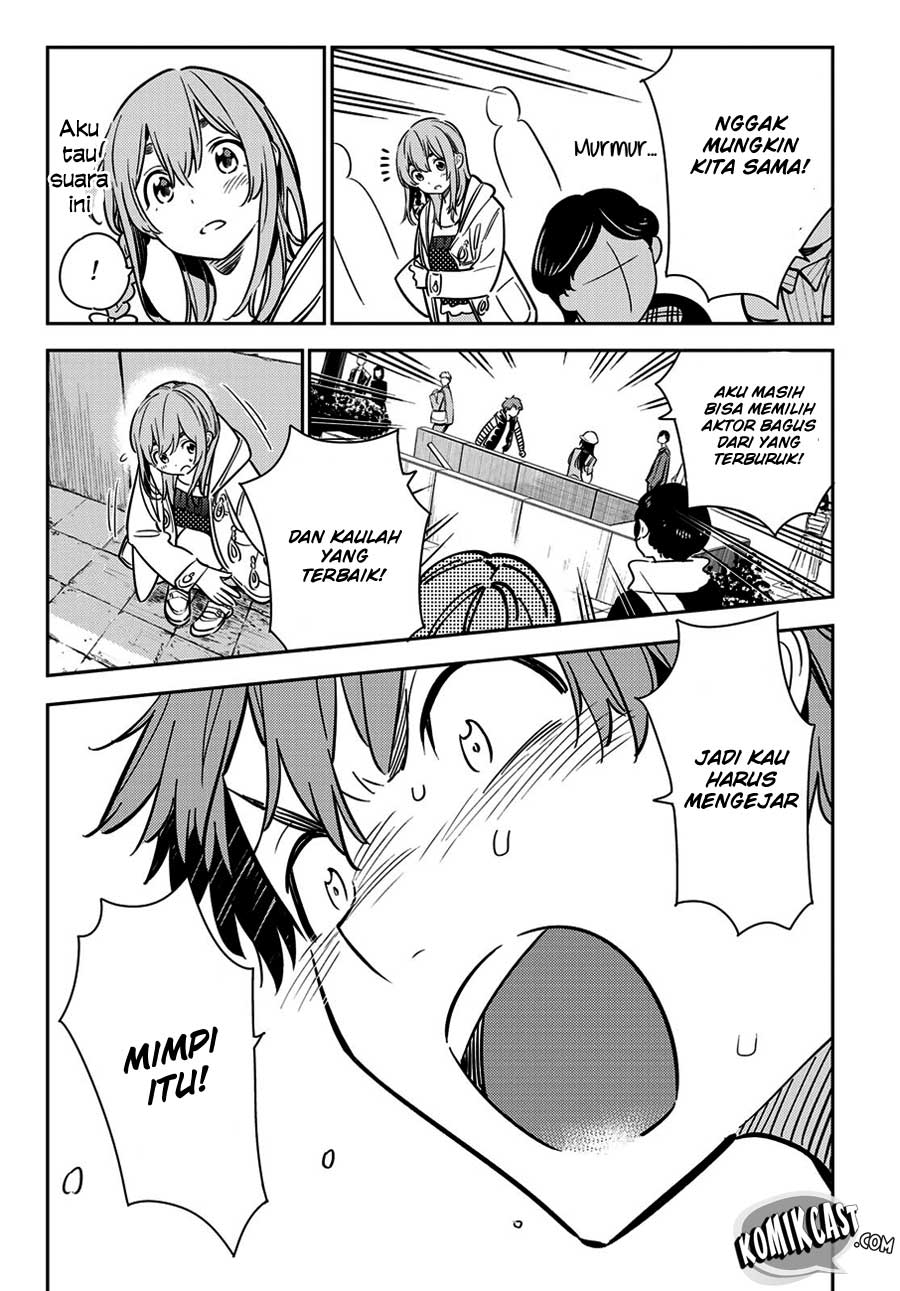 NGGAK
MUNGKIN
KITA SAMA!
Murmur...
Aku
tau
suara
ini
!
AKU MASIH
BISA MEMILIH
AKTOR BAGUS
DARI YANG
TERBURUK!
DAN KAULAH
YANG
TERBAIK!
JADI KAU
HARUS
MENGEJAR
MIMPI
ITU!
KOMIKCAST.COM